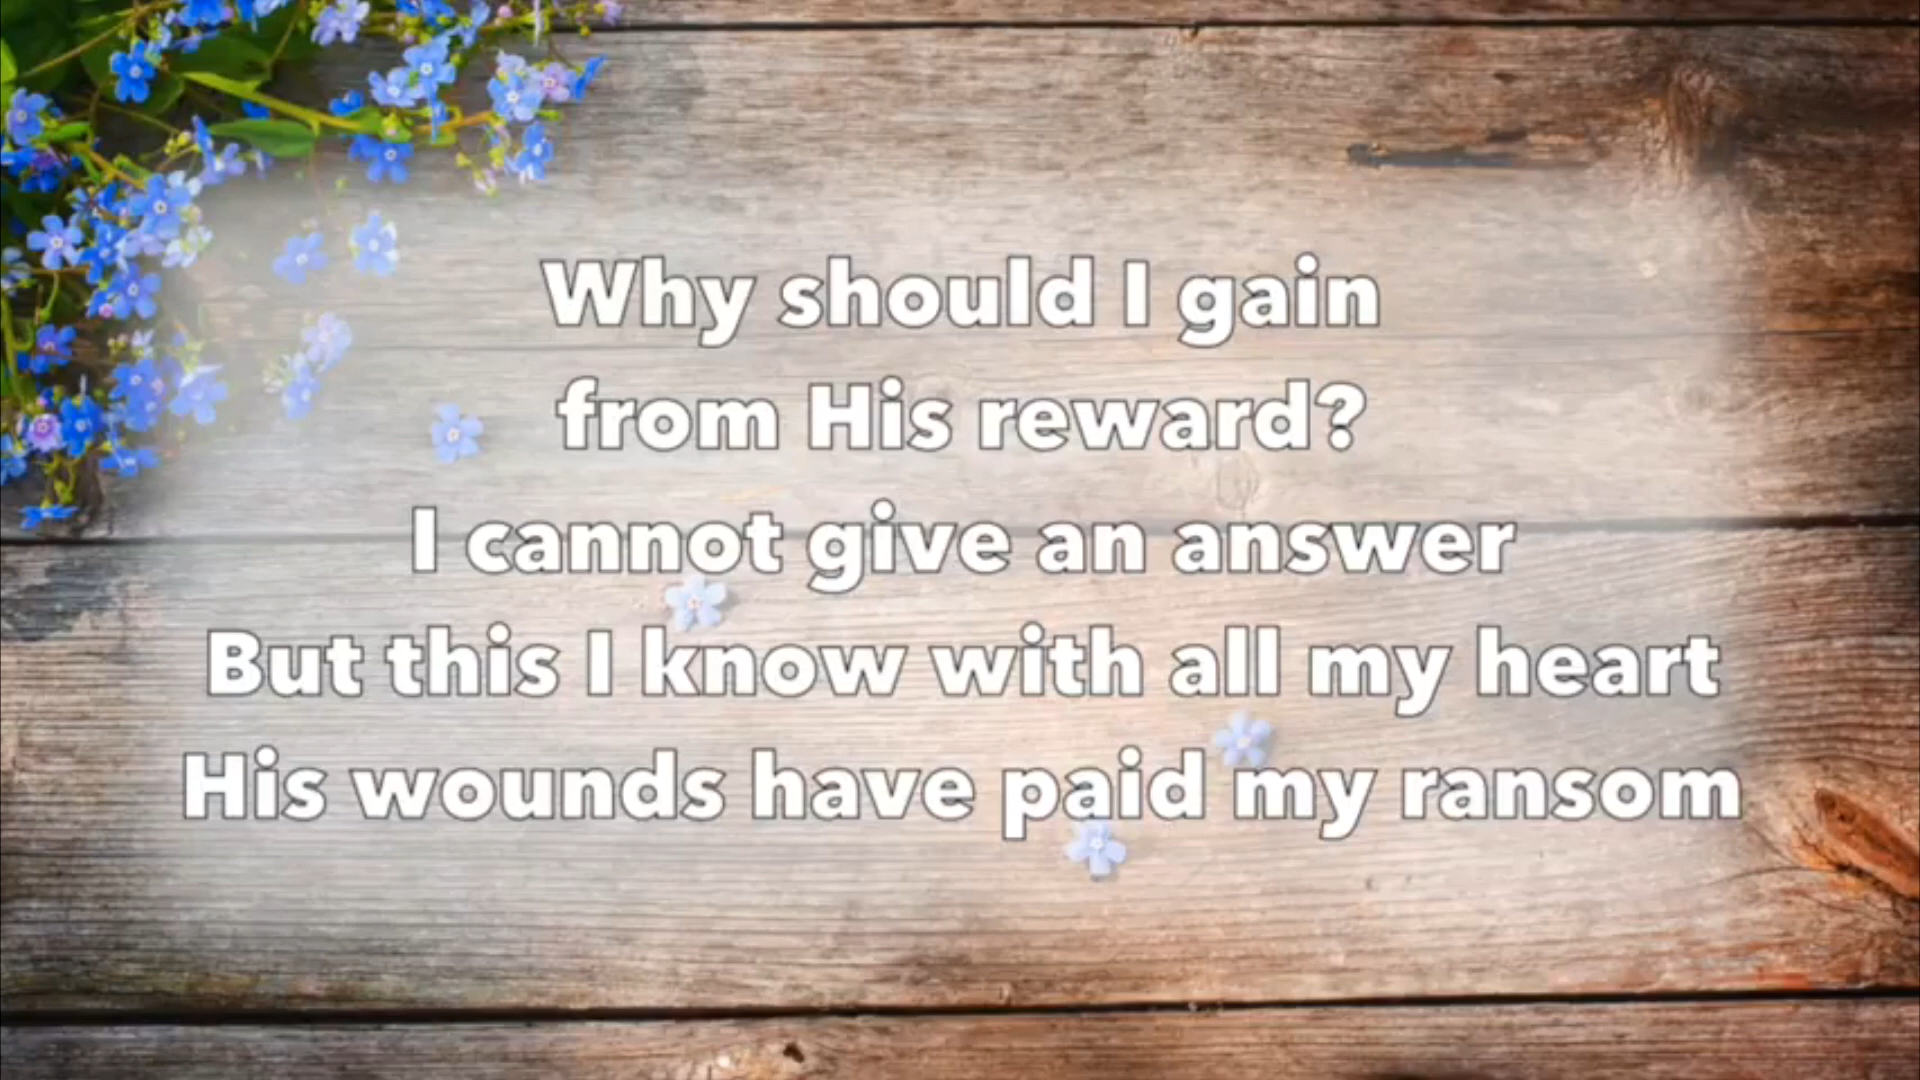 Why should I gain
from His reward?
I cannot give an answer
But this I know with all my heart
His wounds have paid my ransom